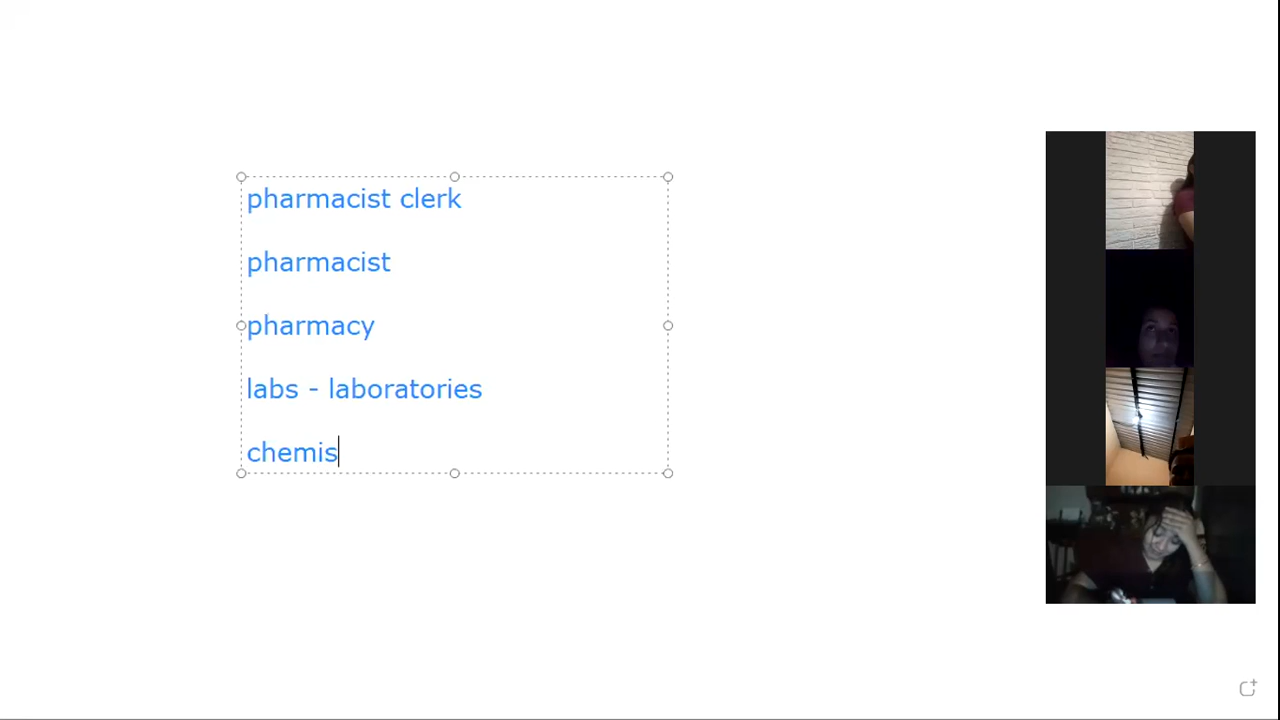 pharmacist clerk
pharmacist
pharmacy
labs - laboratories
chemis